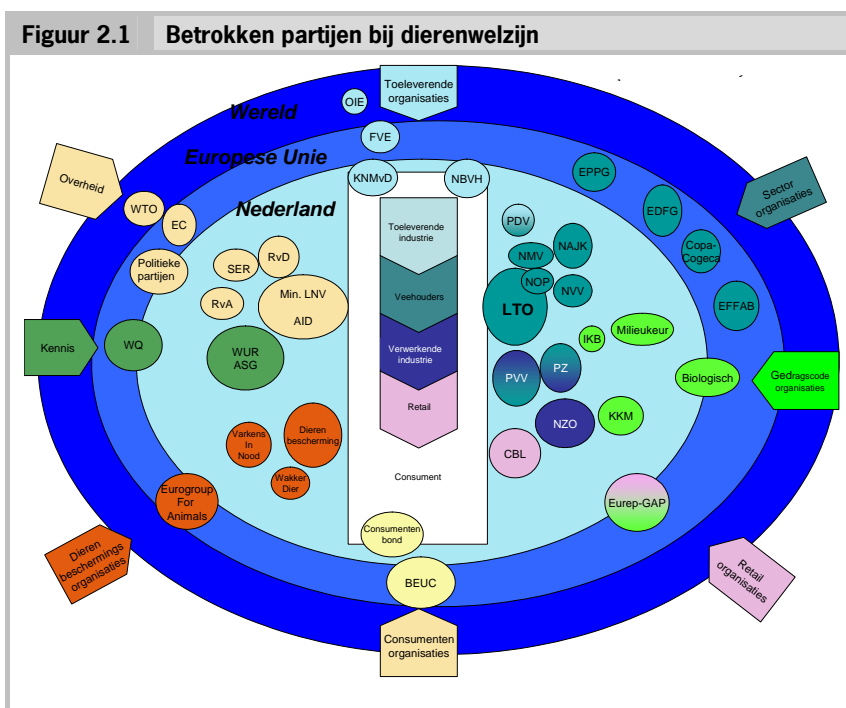 Figuur 2.1 Betrokken partijen bij dierenwelzijn
Toeleverende
organisaties
Wereld
OIE
FVE
Europese Unie
KNMvD
NBVH
EPPG
Overheid
Sector
organisaties
WTO
EC
Nederland
EDFG
PDV
Toeleverende
industrie
Copa-
Cogeca
Politieke
partijen
SER
RvD
NMV
NAJK
RvA
Min. LNV
AID
Veehouders
NOP
NVV
LTO
EFFAB
Kennis
WQ
WUR
ASG
Verwerkende
industrie
IKB
Milieukeur
PVV
PZ
Biologisch
Gedragscode
organisaties
Retail
NZO
KKM
Varkens
In
Nood
Dieren
bescherming
CBL
Wakker
Dier
Consument
Eurogroup
For
Animals
Eurep-GAP
Consumenten
bond
Dieren
beschermings
organisaties
BEUC
Retail
organisaties
Consumenten
organisaties